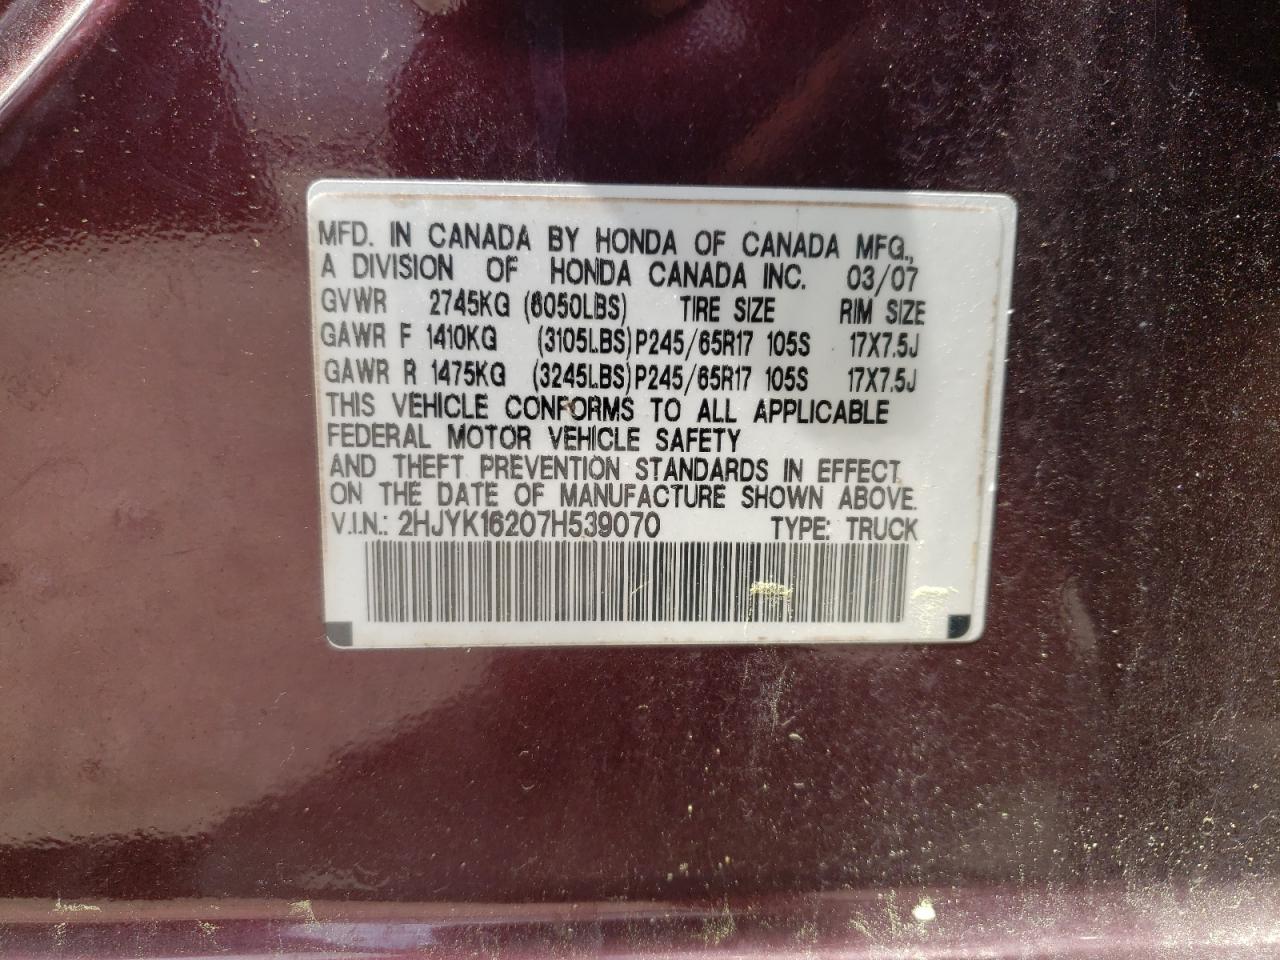 MFD. IN CANADA BY HONDA OF CANADA MFG.,
A DIVISION OF HONDA CANADA INC. 03/07
GVWR 2745KG (6050LBS) TIRE SIZE RIM SIZE
GAWR F 1410KG (3105LBS) P245/65R17 105S 17X7.5J
GAWR R 1475KG (3245LBS) P245/65R17 105S 17X7.5J
THIS VEHICLE CONFORMS TO ALL APPLICABLE
FEDERAL MOTOR VEHICLE SAFETY
AND THEFT PREVENTION STANDARDS IN EFFECT
ON THE DATE OF MANUFACTURE SHOWN ABOVE.
V.I.N.: 2HJYK16207H539070 TYPE: TRUCK